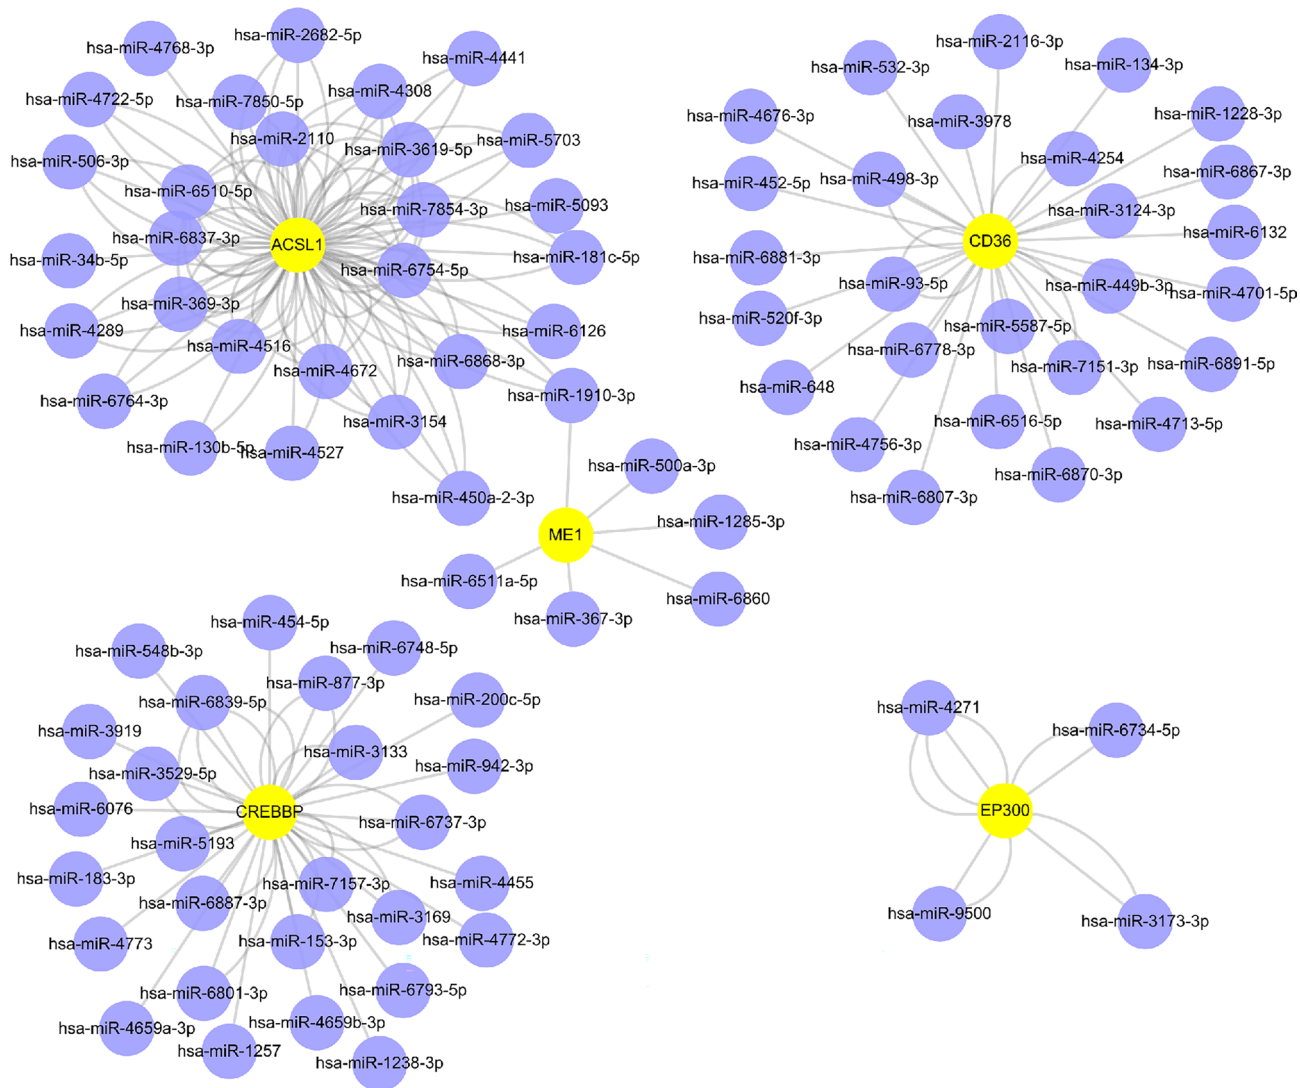 hsa-miR-4768-3p
hsa-miR-2682-5p
hsa-miR-4441
hsa-miR-4722-5p
hsa-miR-7850-5p
hsa-miR-4308
hsa-miR-2110
hsa-miR-3619-5p
hsa-miR-5703
hsa-miR-506-3p
hsa-miR-6510-5p
hsa-miR-7854-3p
hsa-miR-5093
hsa-miR-6837-3p
ACSL1
hsa-miR-34b-5p
hsa-miR-6754-5p
hsa-miR-181c-5p
hsa-miR-369-3p
hsa-miR-4289
hsa-miR-4516
hsa-miR-6126
hsa-miR-4672
hsa-miR-6868-3p
hsa-miR-6764-3p
hsa-miR-1910-3p
hsa-miR-3154
hsa-miR-130b-5p
hsa-miR-4527
hsa-miR-450a-2-3p
hsa-miR-2116-3p
hsa-miR-532-3p
hsa-miR-134-3p
hsa-miR-4676-3p
hsa-miR-3978
hsa-miR-1228-3p
hsa-miR-4254
hsa-miR-452-5p
hsa-miR-498-3p
hsa-miR-6867-3p
hsa-miR-3124-3p
CD36
hsa-miR-6132
hsa-miR-6881-3p
hsa-miR-93-5p
hsa-miR-449b-3p
hsa-miR-4701-5p
hsa-miR-520f-3p
hsa-miR-5587-5p
hsa-miR-6778-3p
hsa-miR-7151-3p
hsa-miR-6891-5p
hsa-miR-648
hsa-miR-6516-5p
hsa-miR-4713-5p
hsa-miR-4756-3p
hsa-miR-6870-3p
hsa-miR-6807-3p
hsa-miR-500a-3p
hsa-miR-1285-3p
ME1
hsa-miR-6511a-5p
hsa-miR-6860
hsa-miR-367-3p
hsa-miR-454-5p
hsa-miR-548b-3p
hsa-miR-6748-5p
hsa-miR-877-3p
hsa-miR-6839-5p
hsa-miR-200c-5p
hsa-miR-3919
hsa-miR-3133
hsa-miR-3529-5p
hsa-miR-942-3p
hsa-miR-6076
CREBBP
hsa-miR-6737-3p
hsa-miR-5193
hsa-miR-183-3p
hsa-miR-7157-3p
hsa-miR-4455
hsa-miR-6887-3p
hsa-miR-3169
hsa-miR-4773
hsa-miR-153-3p
hsa-miR-4772-3p
hsa-miR-6801-3p
hsa-miR-6793-5p
hsa-miR-4659a-3p
hsa-miR-4659b-3p
hsa-miR-1257
hsa-miR-1238-3p
hsa-miR-4271
hsa-miR-6734-5p
EP300
hsa-miR-9500
hsa-miR-3173-3p